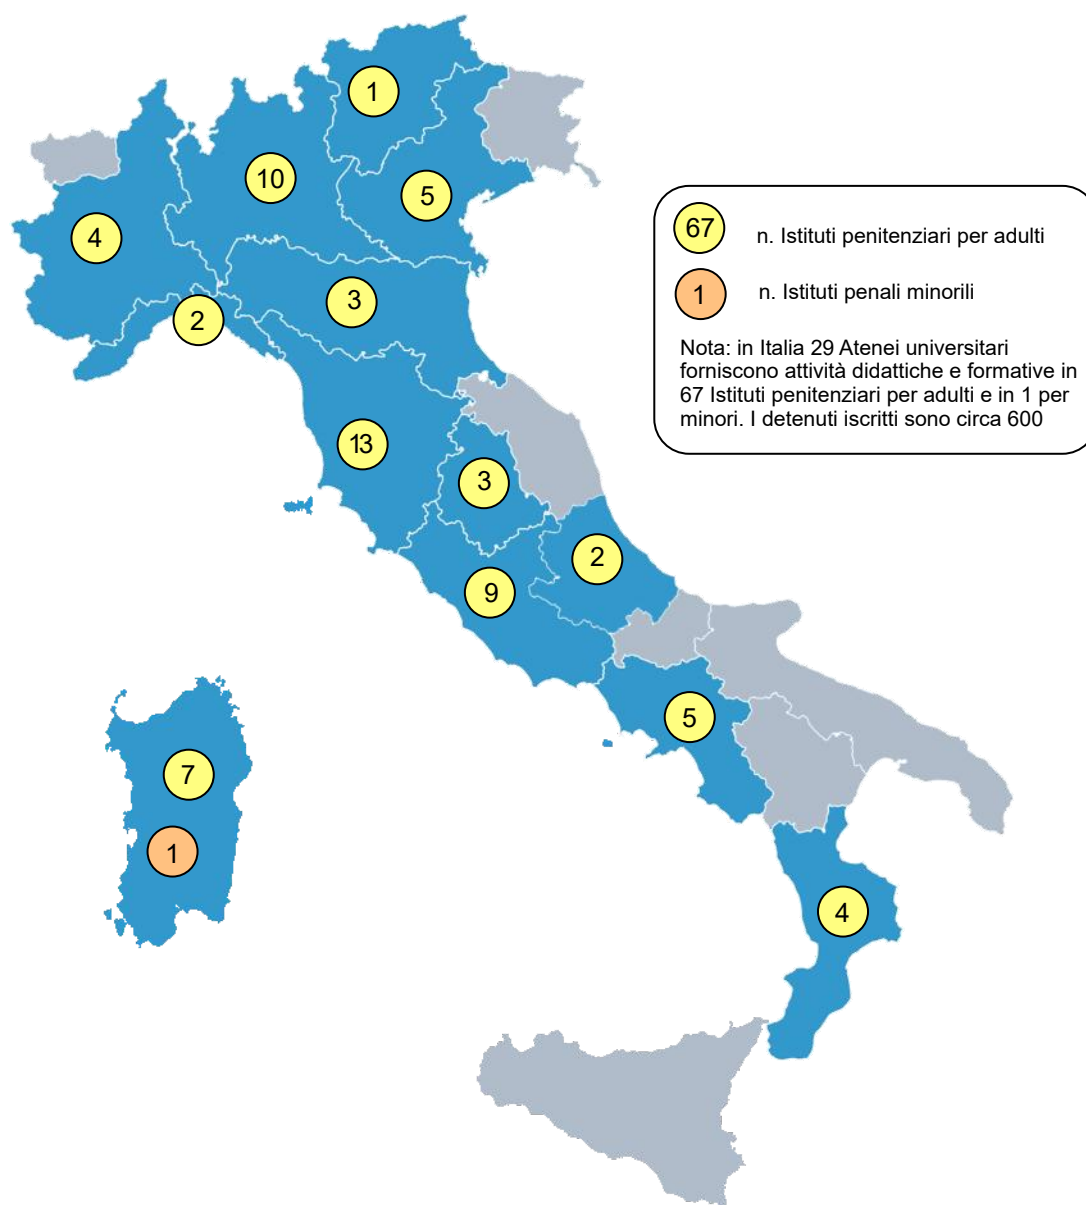 1
10
5
4
3
2
67 n. Istituti penitenziari per adulti
1 n. Istituti penali minorili
Nota: in Italia 29 Atenei universitari
forniscono attività didattiche e formative in
67 Istituti penitenziari per adulti e in 1 per
minori. I detenuti iscritti sono circa 600
13
3
2
9
5
7
1
4